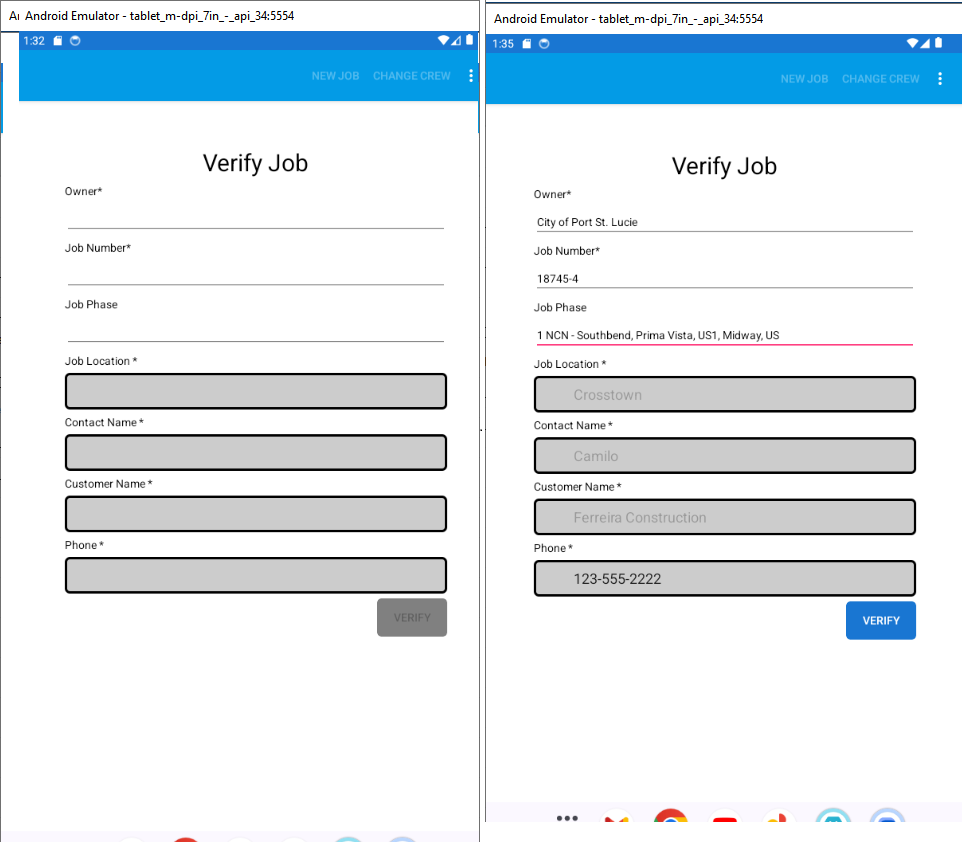 Aı Android Emulator - tablet_m-dpi_7in_-_api_34:5554
1:32
NEW JOB CHANGE CREW
Verify Job
Owner*
Job Number*
Job Phase
Job Location *
Contact Name *
Customer Name *
Phone *
VERIFY
Android Emulator - tablet_m-dpi_7in_-_api_34:5554
1:35
NEW JOB CHANGE CREW
Verify Job
Owner*
City of Port St. Lucie
Job Number*
18745-4
Job Phase
1 NCN - Southbend, Prima Vista, US1, Midway, US
Job Location *
Crosstown
Contact Name *
Camilo
Customer Name *
Ferreira Construction
Phone *
123-555-2222
VERIFY